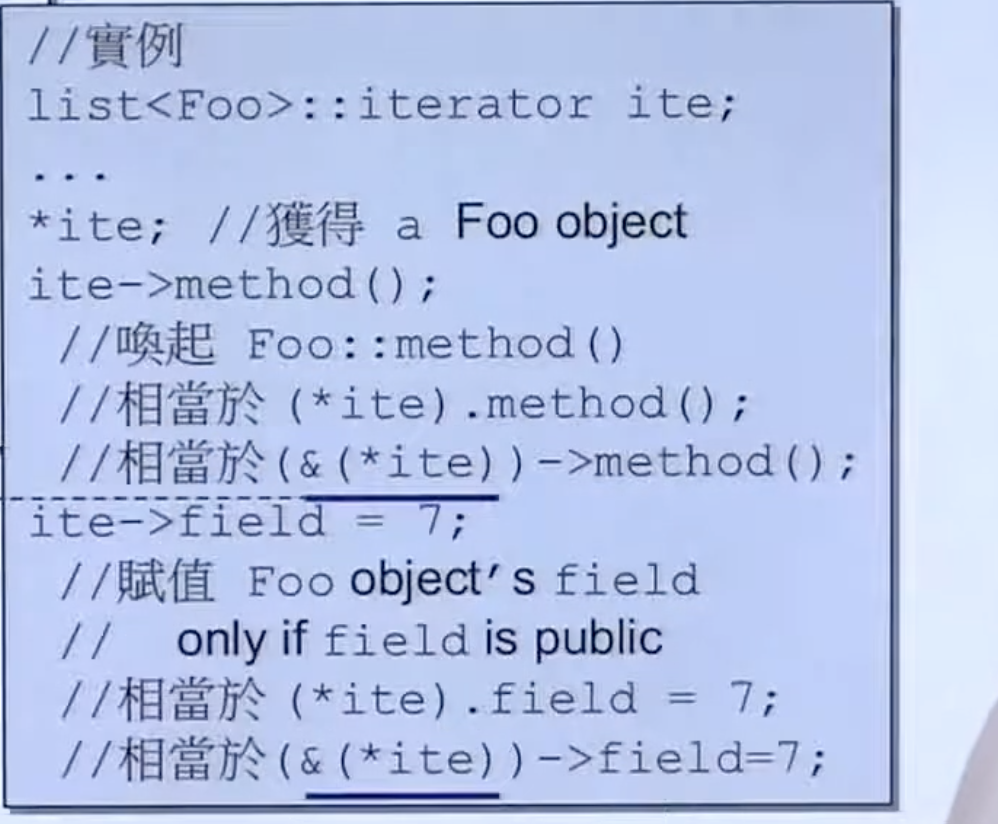 //實例
list<Foo>::iterator ite;
...
*ite; //獲得 a Foo object
ite->method();
//喚起 Foo::method()
//相當於 (*ite).method();
//相當於(&(*ite))->method();
ite->field = 7;
//賦值 Foo object's field
// only if field is public
//相當於 (*ite).field = 7;
//相當於(&(*ite))->field=7;